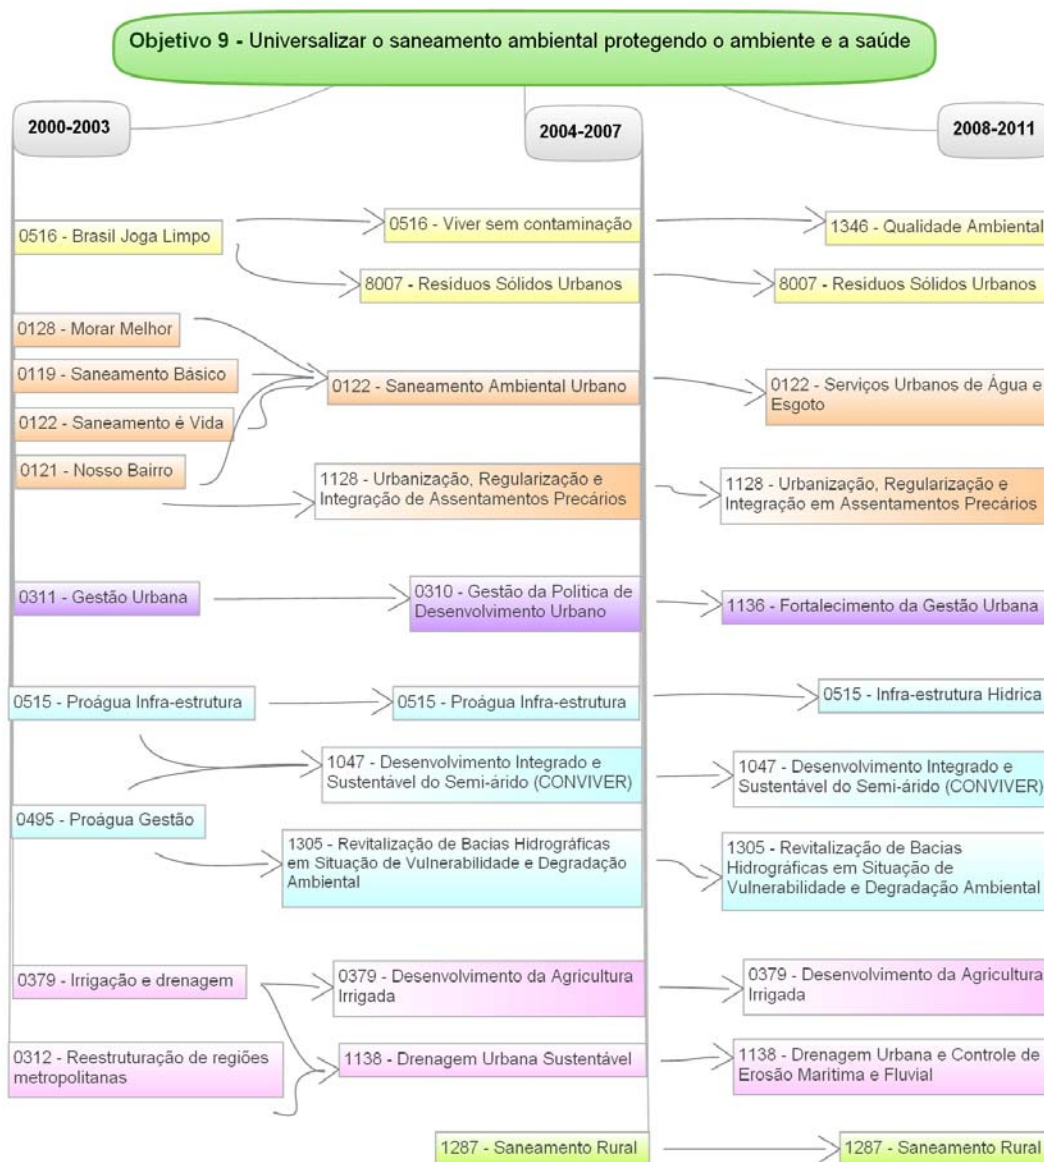 Objetivo 9 - Universalizar o saneamento ambiental protegendo o ambiente e a saúde
2000-2003
2004-2007
2008-2011
0516 - Brasil Joga Limpo
0516 - Viver sem contaminação
1346 - Qualidade Ambiental
8007 - Resíduos Sólidos Urbanos
8007 - Resíduos Sólidos Urbanos
0128 - Morar Melhor
0119 - Saneamento Básico
0122 - Saneamento é Vida
0121 - Nosso Bairro
0122 - Saneamento Ambiental Urbano
0122 - Serviços Urbanos de Água e
Esgoto
1128 - Urbanização, Regularização e
Integração de Assentamentos Precários
1128 - Urbanização, Regularização e
Integração em Assentamentos Precários
0311 - Gestão Urbana
0310 - Gestão da Política de
Desenvolvimento Urbano
1136 - Fortalecimento da Gestão Urbana
0515 - Proágua Infra-estrutura
0515 - Proágua Infra-estrutura
0515 - Infra-estrutura Hídrica
1047 - Desenvolvimento Integrado e
Sustentável do Semi-árido (CONVIVER)
1047 - Desenvolvimento Integrado e
Sustentável do Semi-árido (CONVIVER)
0495 - Proágua Gestão
1305 - Revitalização de Bacias Hidrográficas
em Situação de Vulnerabilidade e Degradação
Ambiental
1305 - Revitalização de Bacias
Hidrográficas em Situação de
Vulnerabilidade e Degradação Ambiental
0379 - Irrigação e drenagem
0379 - Desenvolvimento da Agricultura
Irrigada
0379 - Desenvolvimento da Agricultura
Irrigada
0312 - Reestruturação de regiões
metropolitanas
1138 - Drenagem Urbana Sustentável
1138 - Drenagem Urbana e Controle de
Erosão Marítima e Fluvial
1287 - Saneamento Rural
1287 - Saneamento Rural